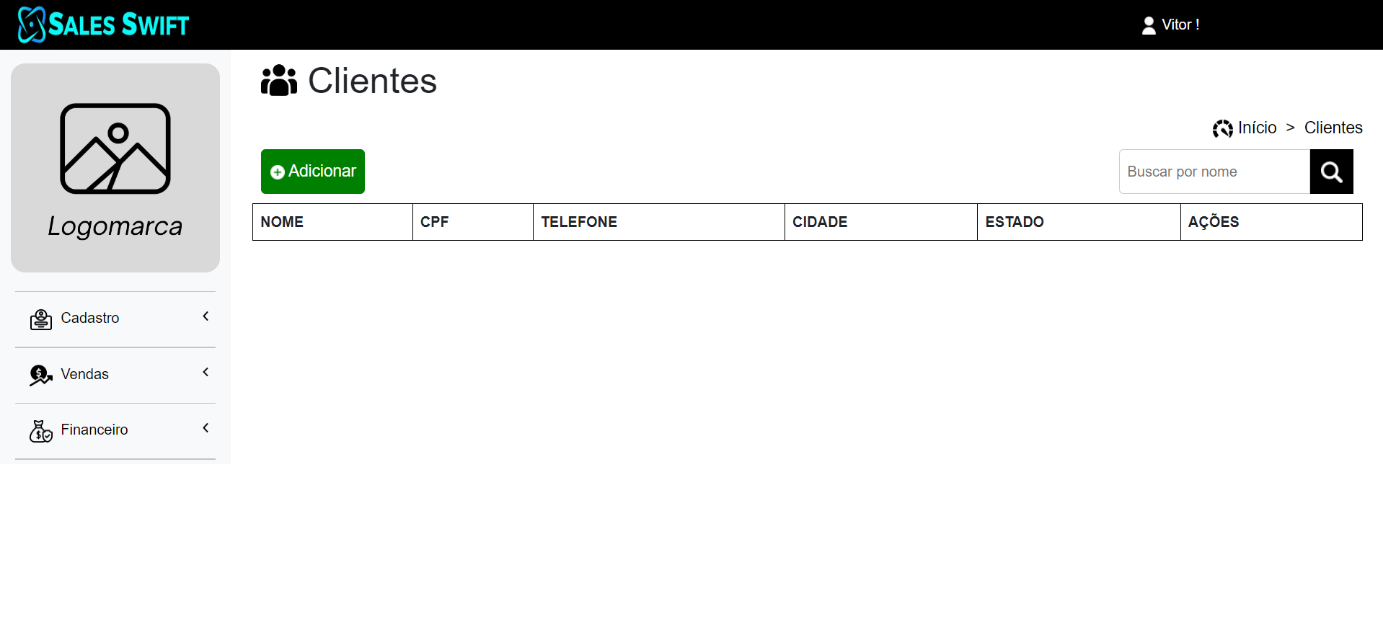 SALES SWIFT
Vitor !
Logomarca
Cadastro
Vendas
Financeiro
Clientes
Início > Clientes
Adicionar
Buscar por nome
NOME CPF TELEFONE CIDADE ESTADO AÇÕES